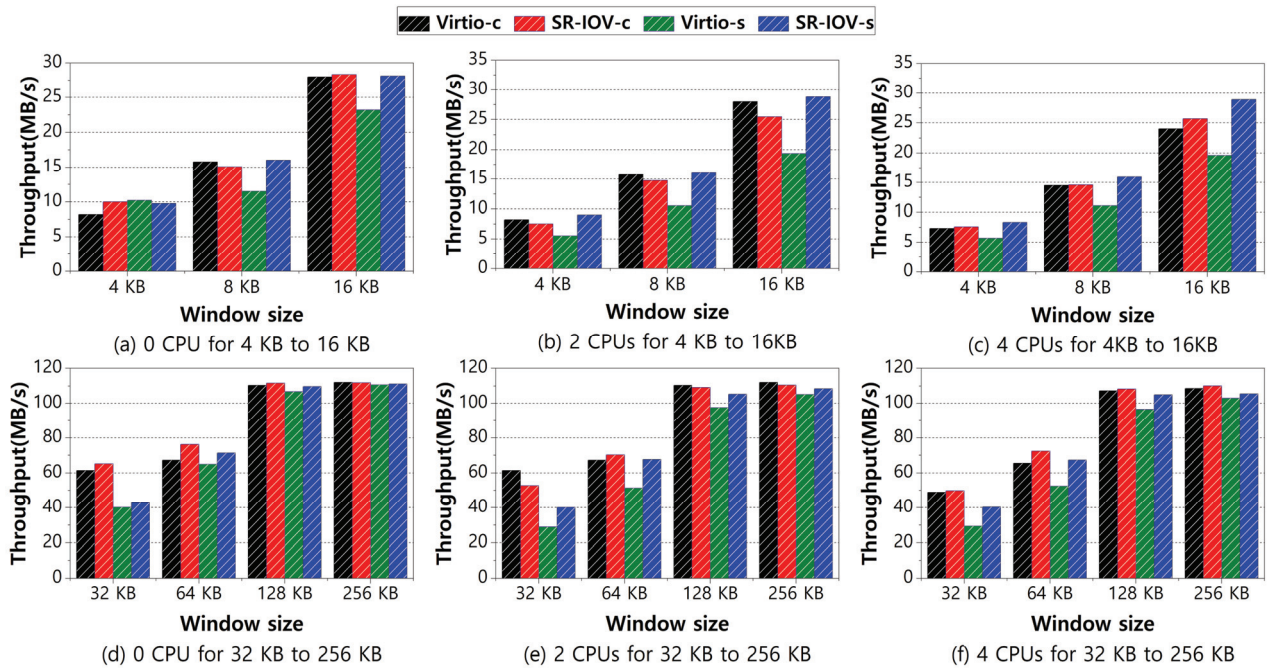 Virtio-c SR-IOV-c Virtio-s SR-IOV-s
Throughput(MB/s)
30
25
20
15
10
5
0
4 KB 8 KB 16 KB
Window size
(a) 0 CPU for 4 KB to 16 KB
Throughput(MB/s)
35
30
25
20
15
10
5
0
4 KB 8 KB 16 KB
Window size
(b) 2 CPUs for 4 KB to 16KB
Throughput(MB/s)
35
30
25
20
15
10
5
0
4 KB 8 KB 16 KB
Window size
(c) 4 CPUs for 4KB to 16KB
Throughput(MB/s)
120
100
80
60
40
20
0
32 KB 64 KB 128 KB 256 KB
Window size
(d) 0 CPU for 32 KB to 256 KB
Throughput(MB/s)
120
100
80
60
40
20
0
32 KB 64 KB 128 KB 256 KB
Window size
(e) 2 CPUs for 32 KB to 256 KB
Throughput(MB/s)
120
100
80
60
40
20
0
32 KB 64 KB 128 KB 256 KB
Window size
(f) 4 CPUs for 32 KB to 256 KB